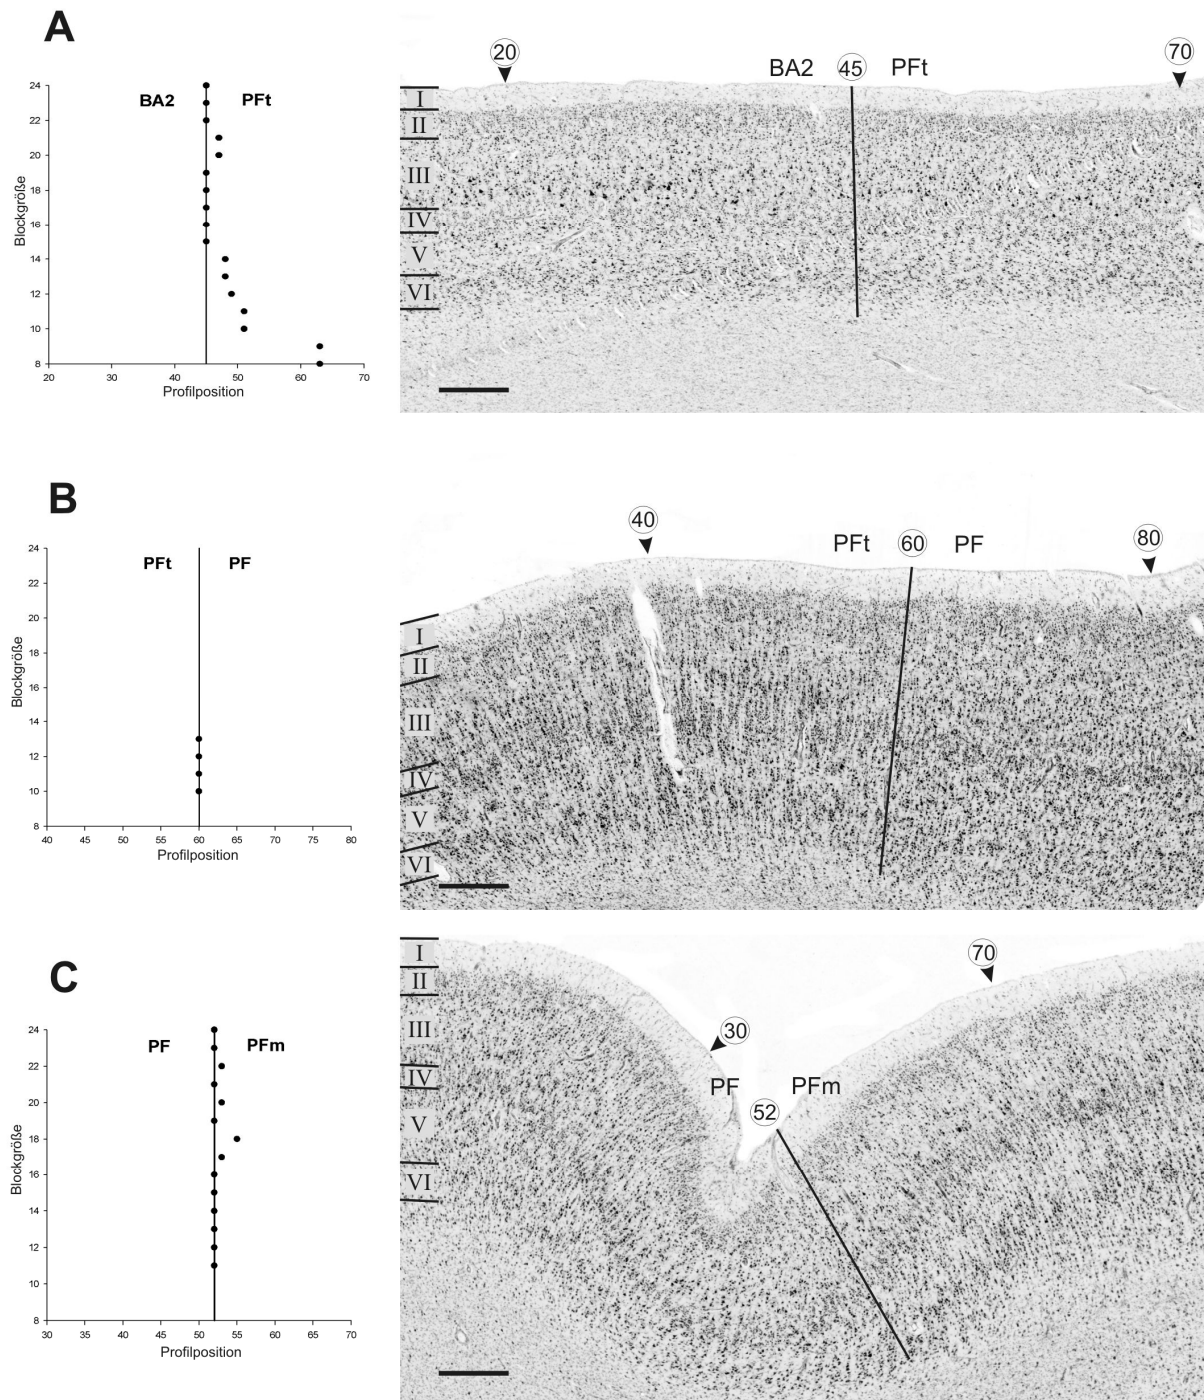 A
BA2 PFt
24
22
20
18
16
14
12
10
8
Blockgröße
20 30 40 50 60 70
Profilposition
20 BA2 45 PFt 70
I
II
III
IV
V
VI
B
PFt PF
24
22
20
18
16
14
12
10
8
Blockgröße
40 45 50 55 60 65 70 75 80
Profilposition
40 PFt 60 PF 80
I
II
III
IV
V
VI
C
PF PFm
24
22
20
18
16
14
12
10
8
Blockgröße
30 35 40 45 50 55 60 65 70
Profilposition
70
30
PF PFm
52
I
II
III
IV
V
VI